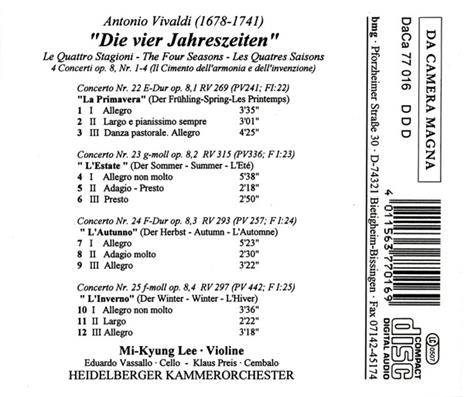 Antonio Vivaldi (1678-1741)
"Die vier Jahreszeiten"
Le Quattro Stagioni - The Four Seasons - Les Quatres Saisons
4 Concerti op. 8, Nr. 1-4 (Il Cimento dell'armonia e dell'invenzione)
Concerto Nr. 22 E-Dur op. 8,1 RV 269 (PV241; F I:22)
"La Primavera" (Der Frühling-Spring-Les Printemps)
1 I Allegro 3'35"
2 II Largo e pianissimo sempre 3'01"
3 III Danza pastorale. Allegro 4'25"
Concerto Nr. 23 g-moll op. 8,2 RV 315 (PV336; F I:23)
"L'Estate" (Der Sommer - Summer - L'Eté)
4 I Allegro non molto 5'38"
5 II Adagio - Presto 2'18"
6 III Presto 2'50"
Concerto Nr. 24 F-Dur op. 8,3 RV 293 (PV 257; F I:24)
"L'Autunno" (Der Herbst - Autumn - L'Automne)
7 I Allegro 5'23"
8 II Adagio molto 2'30"
9 III Allegro 3'22"
Concerto Nr. 25 f-moll op. 8,4 RV 297 (PV 442; F I:25)
"L'Inverno" (Der Winter - Winter - L'Hiver)
10 I Allegro non molto 3'36"
11 II Largo 2'22"
12 III Allegro 3'18"
Mi-Kyung Lee · Violine
Eduardo Vassallo · Cello - Klaus Preis · Cembalo
HEIDELBERGER KAMMERORCHESTER
DA CAMERA MAGNA
DaCa 77 016 D D D
bmg · Pforzheimer Straße 30 · D-74321 Bietigheim-Bissingen · Fax 07142-45174
4 011563 770169
COMPACT
disc
DIGITAL AUDIO
LC 0507